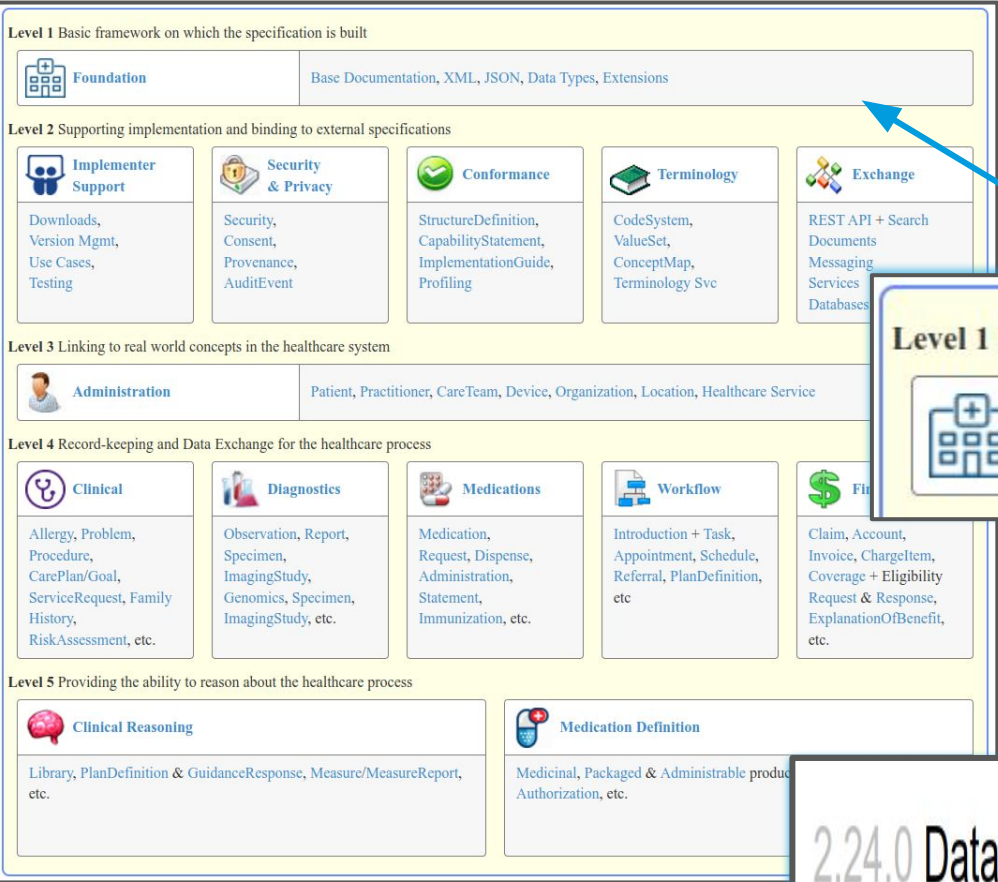 Level 1 Basic framework on which the specification is built
Foundation
Base Documentation, XML, JSON, Data Types, Extensions
Level 2 Supporting implementation and binding to external specifications
Implementer
Support
Downloads,
Version Mgmt,
Use Cases,
Testing
Security
& Privacy
Security,
Consent,
Provenance,
AuditEvent
Conformance
StructureDefinition,
CapabilityStatement,
ImplementationGuide,
Profiling
Terminology
CodeSystem,
ValueSet,
ConceptMap,
Terminology Svc
Exchange
REST API + Search
Documents
Messaging
Services
Databases
Level 1
Level 3 Linking to real world concepts in the healthcare system
Administration
Patient, Practitioner, CareTeam, Device, Organization, Location, Healthcare Service
Level 4 Record-keeping and Data Exchange for the healthcare process
Clinical
Allergy, Problem,
Procedure,
CarePlan/Goal,
ServiceRequest, Family
History,
RiskAssessment, etc.
Diagnostics
Observation, Report,
Specimen,
ImagingStudy,
Genomics, Specimen,
ImagingStudy, etc.
Medications
Medication,
Request, Dispense,
Administration,
Statement,
Immunization, etc.
Workflow
Introduction + Task,
Appointment, Schedule,
Referral, PlanDefinition,
etc
Claim, Account,
Invoice, ChargeItem,
Coverage + Eligibility
Request & Response,
ExplanationOfBenefit,
etc.
Level 5 Providing the ability to reason about the healthcare process
Clinical Reasoning
Library, PlanDefinition & GuidanceResponse, Measure/MeasureReport,
etc.
Medication Definition
Medicinal, Packaged & Administrable produc
Authorization, etc.
2.24.0 Data